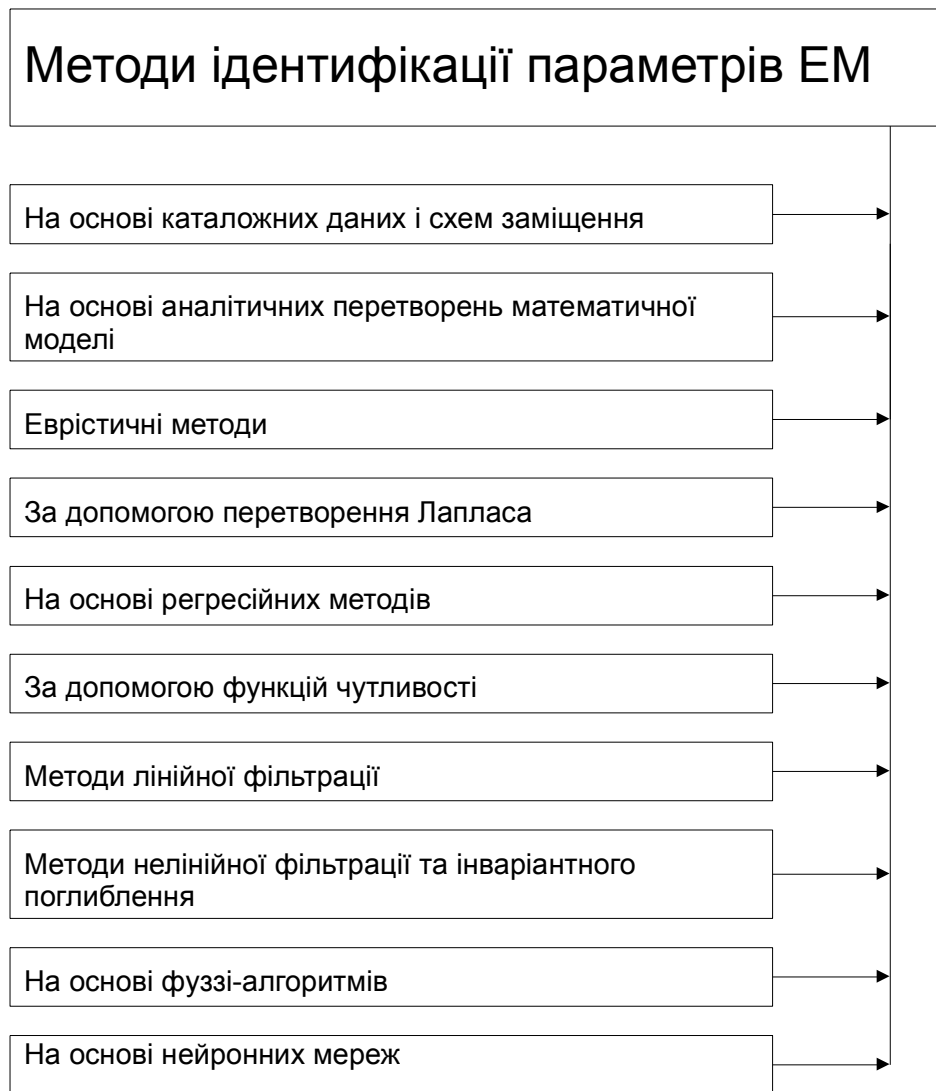 Методи ідентифікації параметрів ЕМ
На основі каталожних даних і схем заміщення
На основі аналітичних перетворень математичної
моделі
Еврістичні методи
За допомогою перетворення Лапласа
На основі регресійних методів
За допомогою функцій чутливості
Методи лінійної фільтрації
Методи нелінійної фільтрації та інваріантного
поглиблення
На основі фуззі-алгоритмів
На основі нейронних мереж